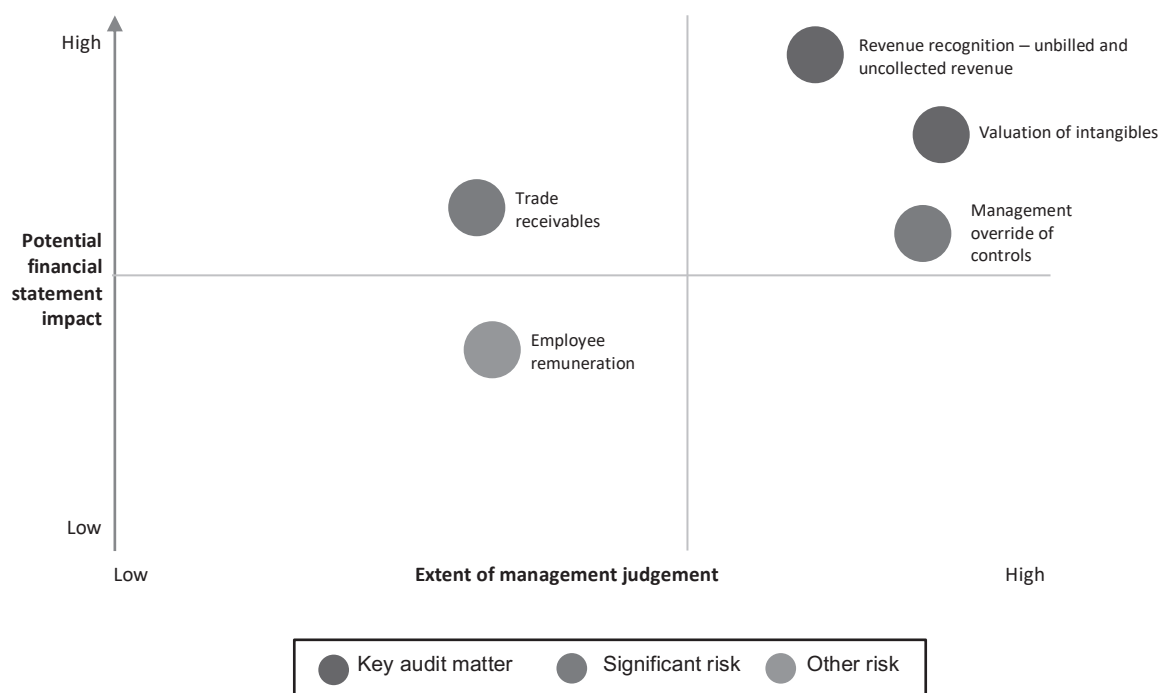 High
Revenue recognition – unbilled and
uncollected revenue
Valuation of intangibles
Trade
receivables
Management
override of
controls
Potential
financial
statement
impact
Employee
remuneration
Low
Low
Extent of management judgement
High
Key audit matter
Significant risk
Other risk